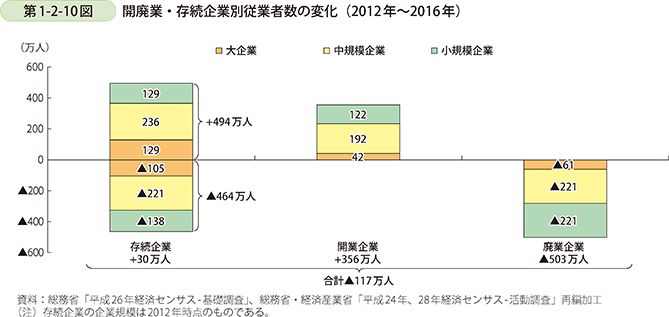 第1-2-10図 開廃業・存続企業別従業者数の変化（2012年～2016年）
（万人）
大企業 中規模企業 小規模企業
600
400
200
0
▲200
▲400
▲600
129
236
129
▲105
▲221
▲138
+494万人
▲464万人
122
192
42
▲61
▲221
▲221
存続企業 開業企業 廃業企業
+30万人 +356万人 ▲503万人
合計▲117万人
資料：総務省「平成26年経済センサス-基礎調査」、総務省・経済産業省「平成24年、28年経済センサス-活動調査」再編加工
（注）存続企業の企業規模は2012年時点のものである。